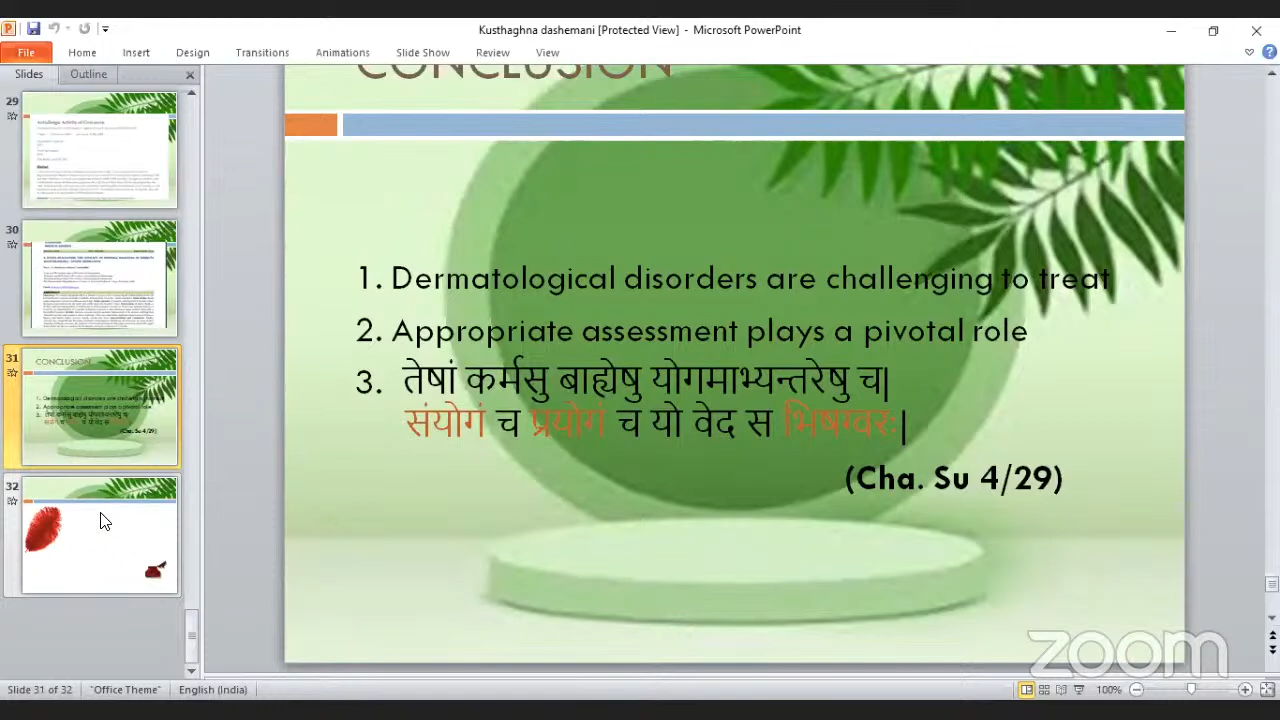 Kusthaghna dashemani [Protected View] - Microsoft PowerPoint
File Home Insert Design Transitions Animations Slide Show Review View
Slides Outline
29
30
31
CONCLUSION
32
CONCLUSION
1. Dermatological disorders are challenging to treat
2. Appropriate assessment plays a pivotal role
3. तेषां कर्मसु बाह्येषु योगमाभ्यन्तरेषु च|
संयोगं च प्रयोगं च यो वेद स भिषग्वरः|
(Cha. Su 4/29)
zoom
Slide 31 of 32 "Office Theme" English (India) 100%